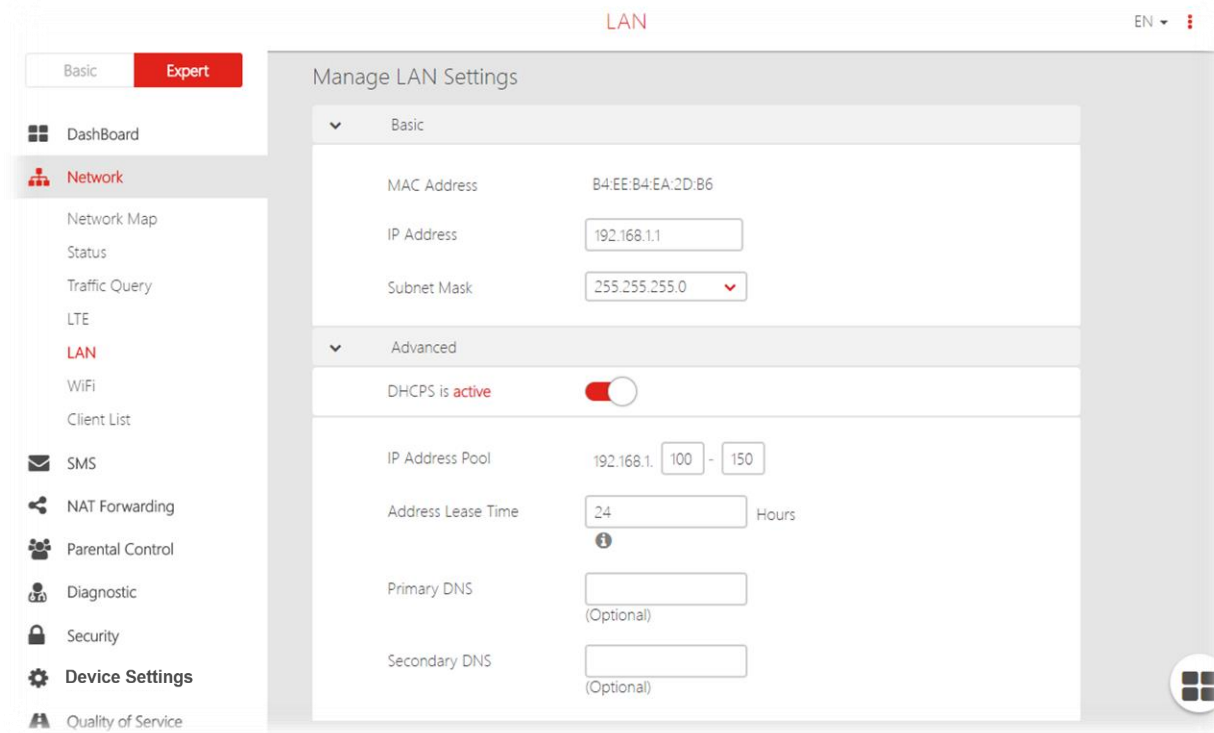 LAN
EN
Basic Expert
DashBoard
Network
Network Map
Status
Traffic Query
LTE
LAN
WiFi
Client List
SMS
NAT Forwarding
Parental Control
Diagnostic
Security
Device Settings
Quality of Service
Manage LAN Settings
Basic
MAC Address B4:EE:B4:EA:2D:B6
IP Address 192.168.1.1
Subnet Mask 255.255.255.0
Advanced
DHCPS is active
IP Address Pool 192.168.1. 100 - 150
Address Lease Time 24 Hours
Primary DNS
(Optional)
Secondary DNS
(Optional)